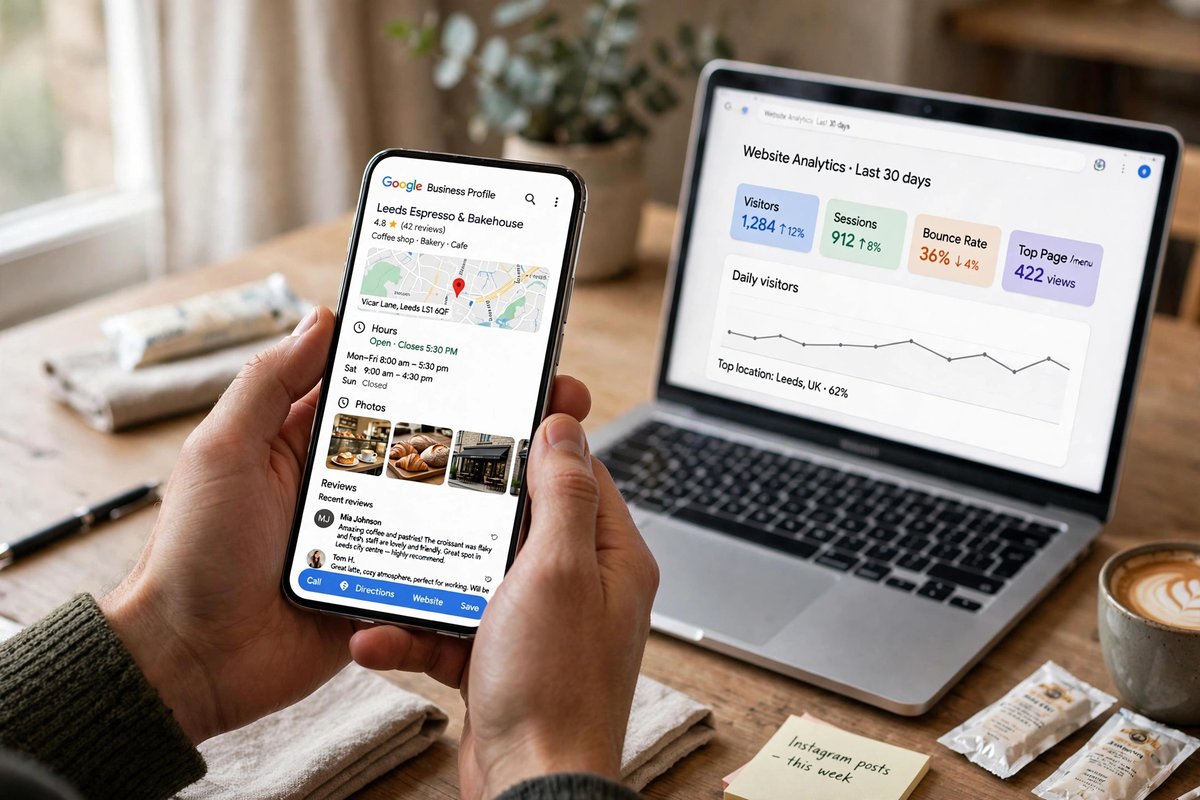 Google Business Profile
Leeds Espresso & Bakehouse
4.8 ★ (42 reviews)
Coffee shop · Bakery · Cafe
Vicar Lane, Leeds LS1 6QF
Hours
Open · Closes 5:30 PM
Mon–Fri 8:00 am – 5:30 pm
Sat 9:00 am – 4:30 pm
Sun Closed
Photos
Reviews
Recent reviews
MJ
Mia Johnson
Amazing coffee and pastries! The croissant was flaky
and fresh, staff are lovely and friendly. Great spot in
Leeds city centre – highly recommend.
Tom H.
Great latte, cozy atmosphere, perfect for working. Will be
Call Directions Website Save
Website Analytics Last 30 days
Website Analytics · Last 30 days
Visitors
1,284 ↑ 12%
Sessions
912 ↑ 8%
Bounce Rate
36% ↓ 4%
Top Page /menu
422 views
Daily visitors
Top location: Leeds, UK · 62%
Instagram posts
– this week